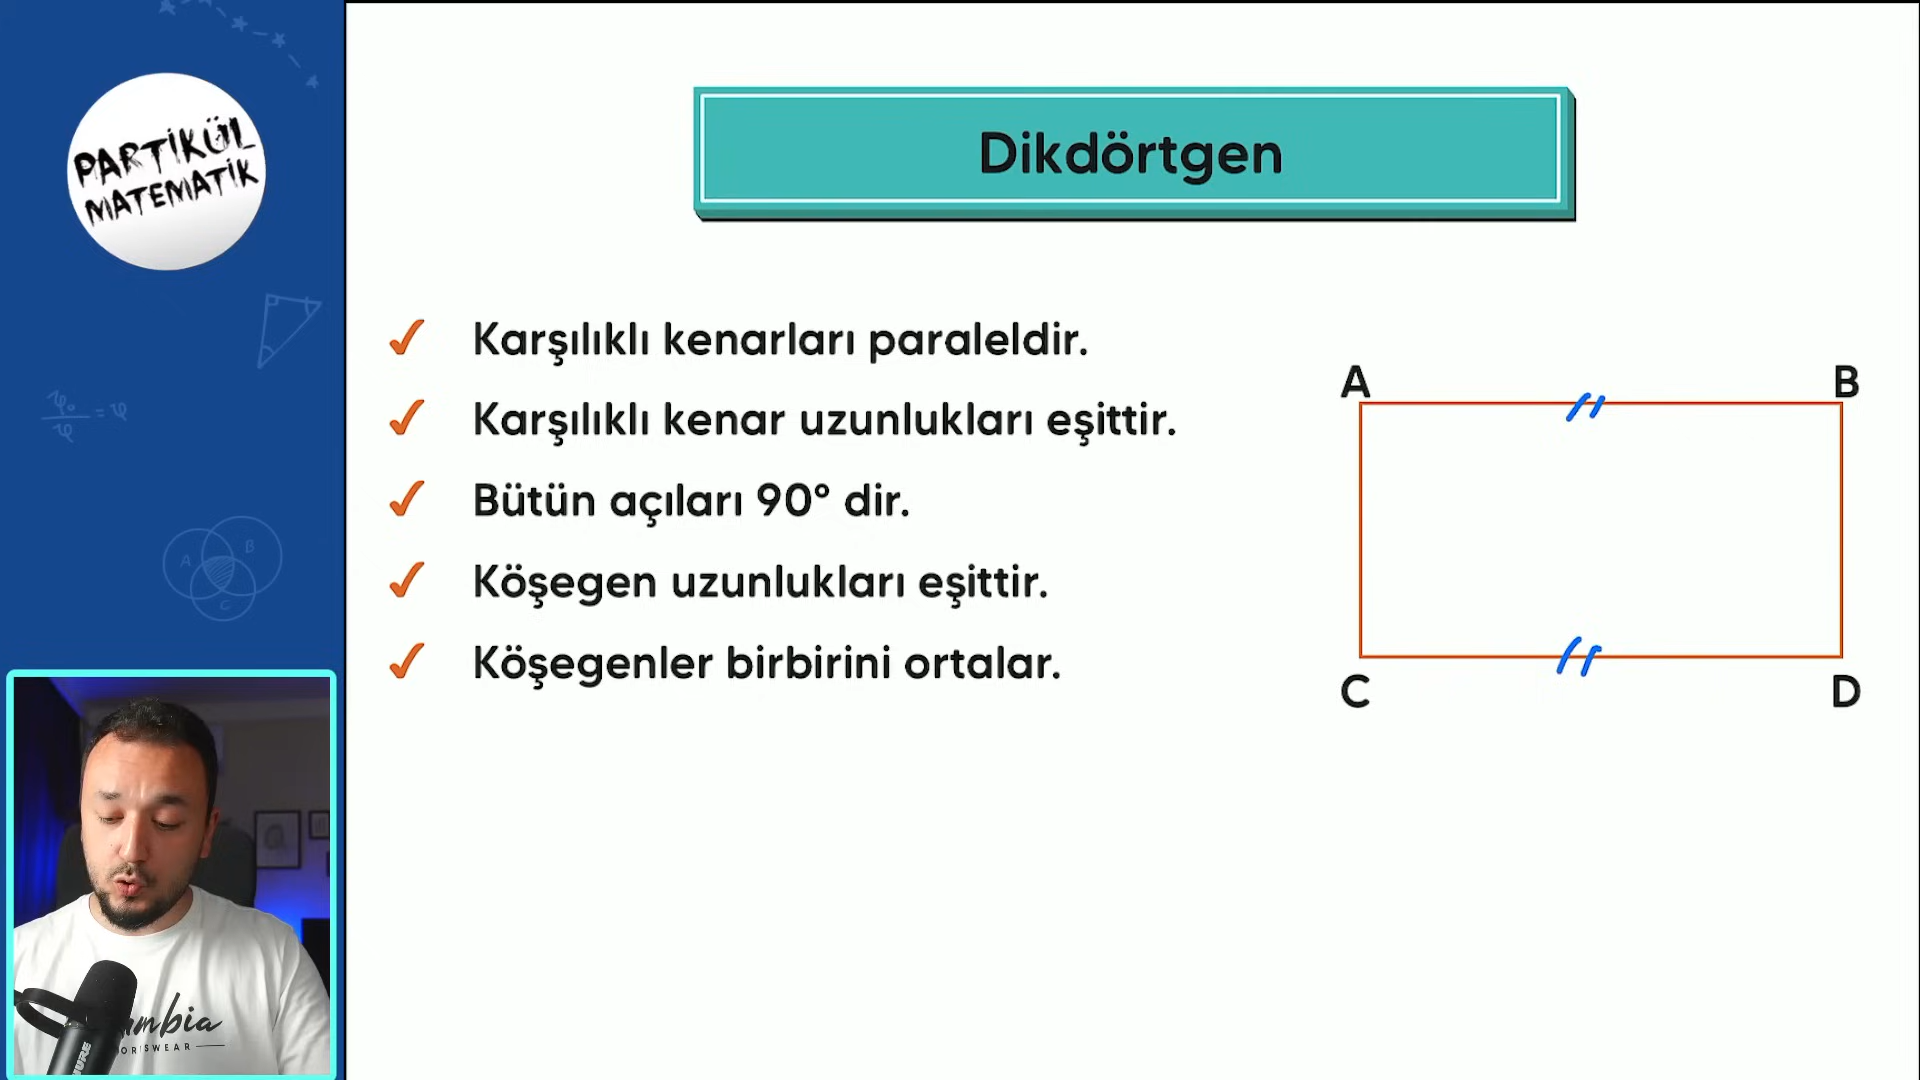 PARTİKÜL
MATEMATİK
Dikdörtgen
✓ Karşılıklı kenarları paraleldir.
✓ Karşılıklı kenar uzunlukları eşittir.
✓ Bütün açıları 90° dir.
✓ Köşegen uzunlukları eşittir.
✓ Köşegenler birbirini ortalar.
A B
C D
A B
C